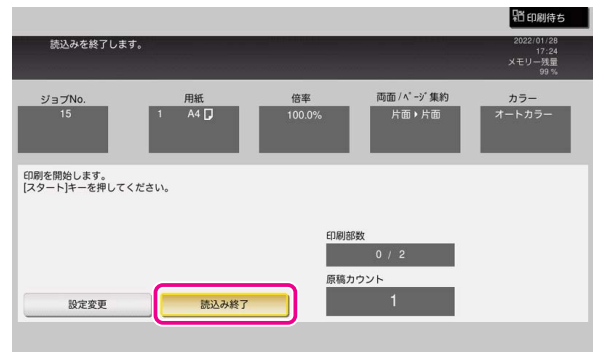 印刷待ち
読込みを終了します。
2022/01/28
17:24
メモリー残量
99 %
ジョブNo.
15
用紙
1 A4
倍率
100.0%
両面/ﾍﾟｰｼﾞ集約
片面 ▶ 片面
カラー
オートカラー
印刷を開始します。
[スタート]キーを押してください。
印刷部数
0 / 2
原稿カウント
1
設定変更
読込み終了